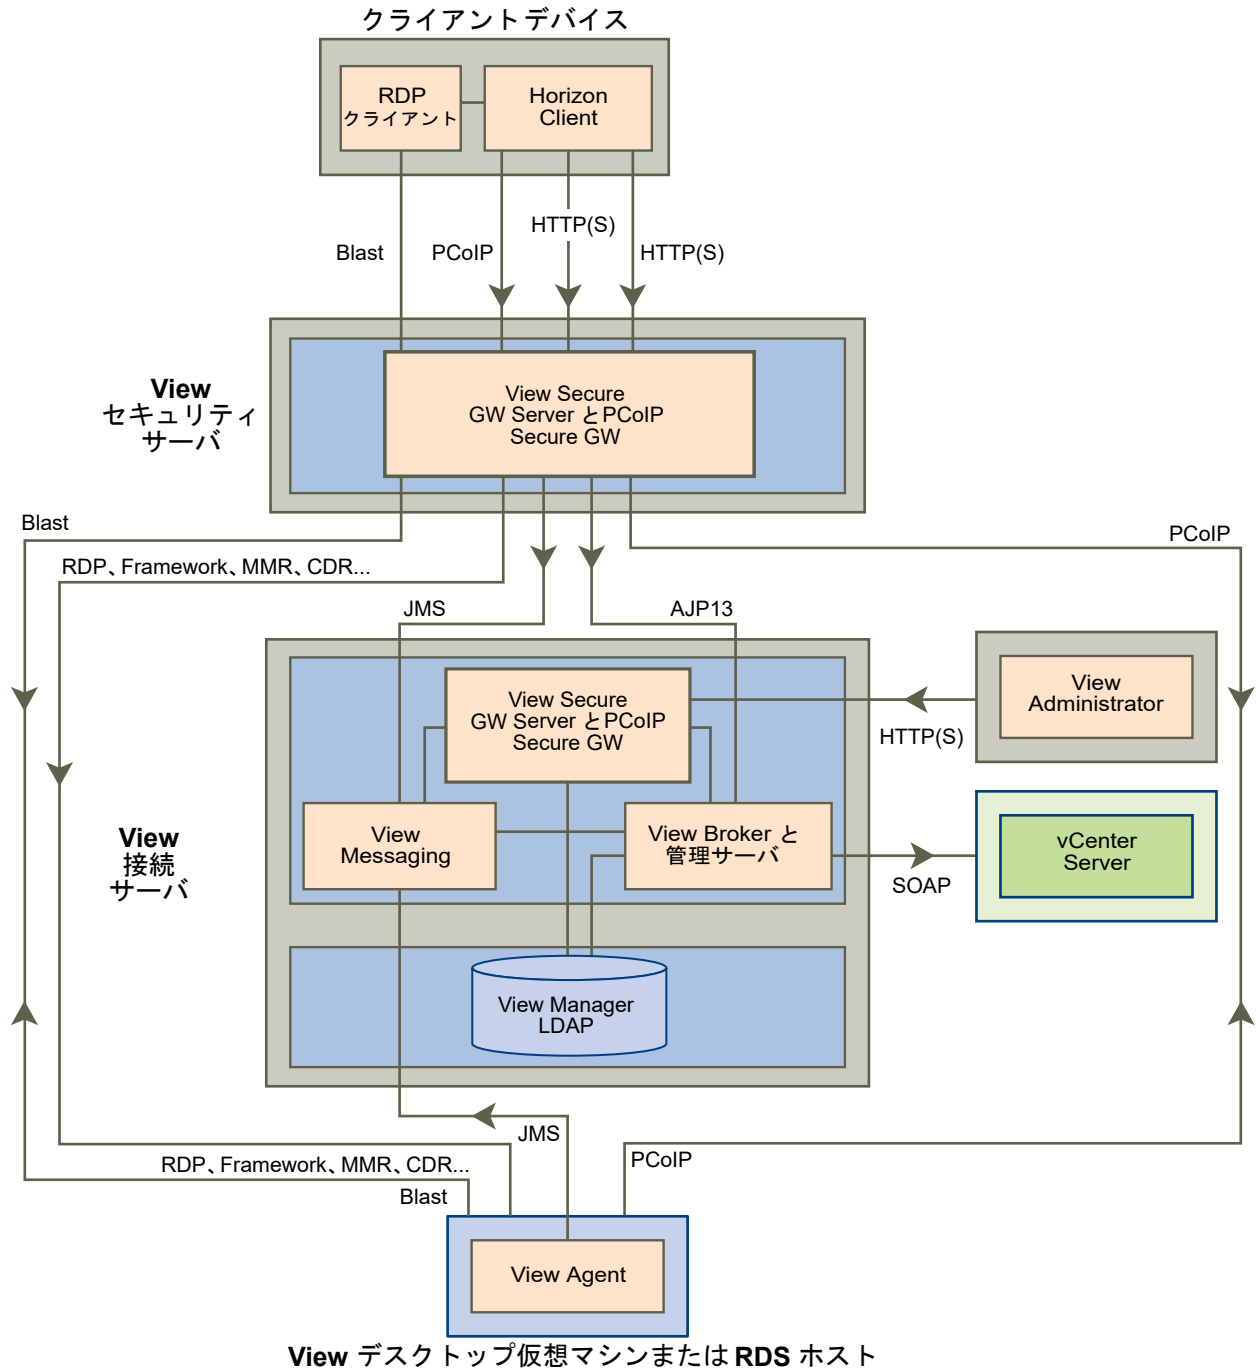 クライアントデバイス
RDP
クライアント
Horizon
Client
HTTP(S)
Blast
PCoIP
HTTP(S)
View
セキュリティ
サーバ
View Secure
GW Server とPCoIP
Secure GW
Blast
PCoIP
RDP、Framework、MMR、CDR...
JMS
AJP13
View Secure
GW Server とPCoIP
Secure GW
View
Administrator
HTTP(S)
View
接続
サーバ
View
Messaging
View Broker と
管理サーバ
vCenter
Server
SOAP
View Manager
LDAP
JMS
PCoIP
RDP、Framework、MMR、CDR...
Blast
View Agent
View デスクトップ仮想マシンまたは RDS ホスト